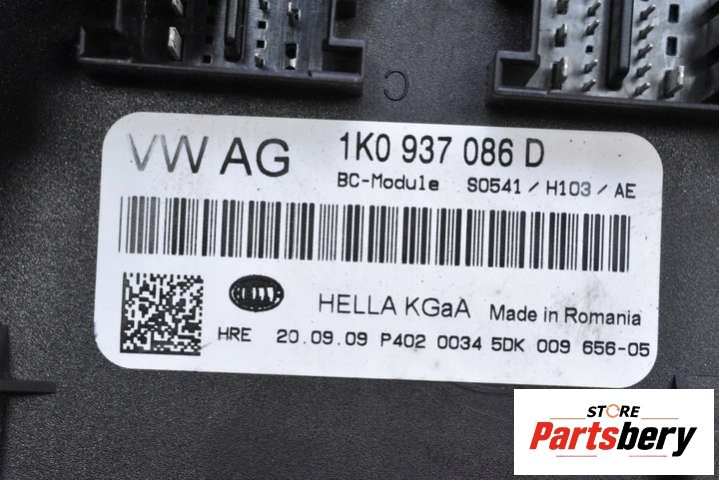 C
VW AG
1K0 937 086 D
BC-Module S0541 / H103 / AE
HELLA
HELLA KGaA Made in Romania
HRE 20.09.09 P402 0034 5DK 009 656-05
STORE
Partsbery